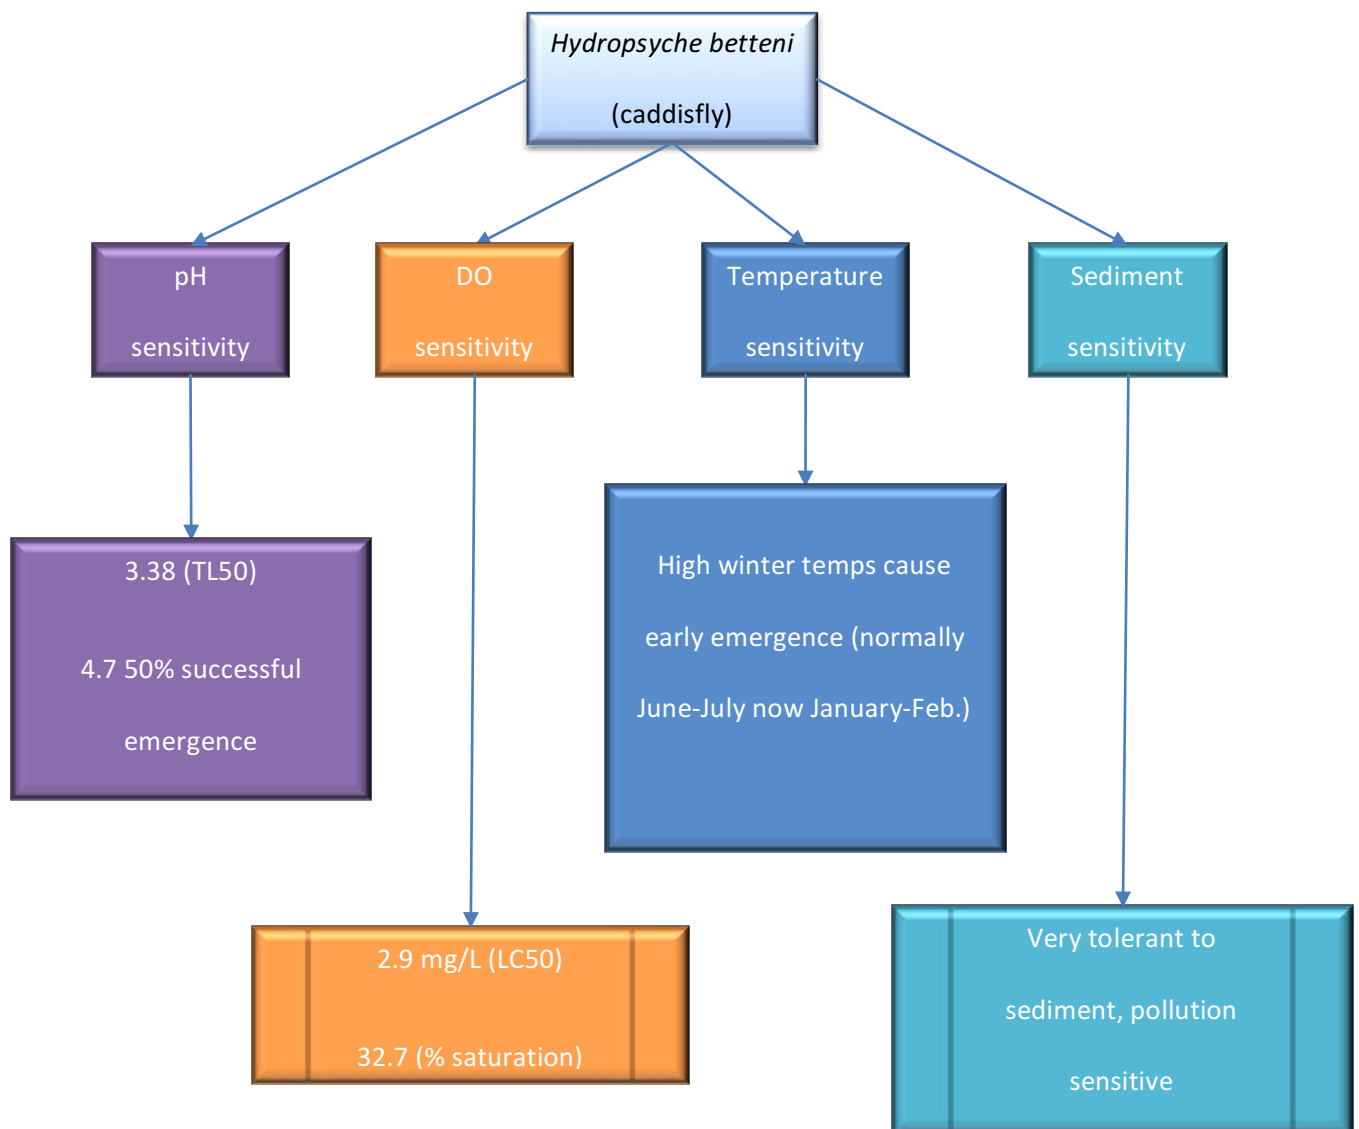 Hydropsyche betteni
(caddisfly)
pH
sensitivity
DO
sensitivity
Temperature
sensitivity
Sediment
sensitivity
3.38 (TL50)
4.7 50% successful
emergence
2.9 mg/L (LC50)
32.7 (% saturation)
High winter temps cause
early emergence (normally
June-July now January-Feb.)
Very tolerant to
sediment, pollution
sensitive